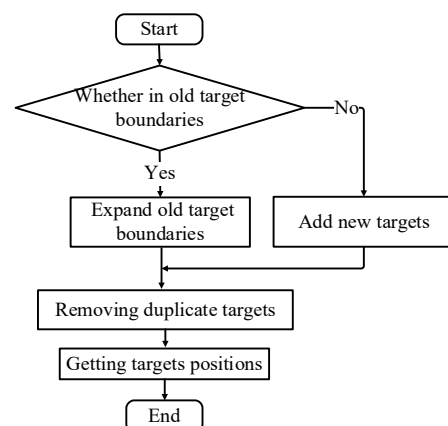 Start
Whether in old target
boundaries
No
Yes
Expand old target
boundaries
Add new targets
Removing duplicate targets
Getting targets positions
End